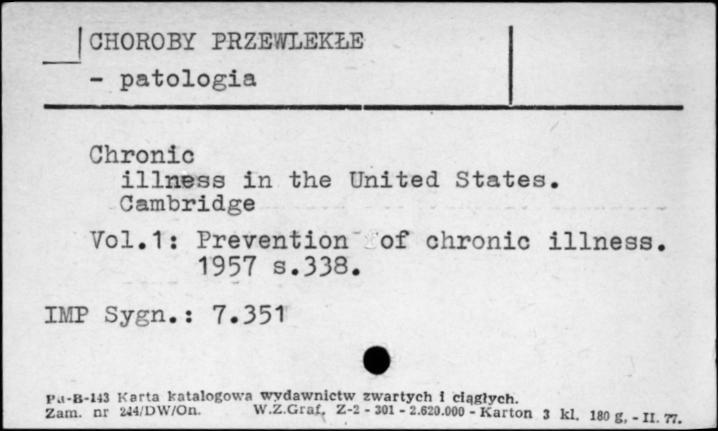 CHOROBY PRZEWLEKŁE
- patologia
Chronic
illness in the United States.
Cambridge
Vol.1: Prevention of chronic illness.
1957 s.338.
IMP Sygn.: 7.351
Pu-B-143 Karta katalogowa wydawnictw zwartych i ciągłych.
Zam. nr 244/DW/On. W.Z.Graf. Z-2 - 301 - 2.620.000 - Karton 3 kl. 180 g. - II. 77.